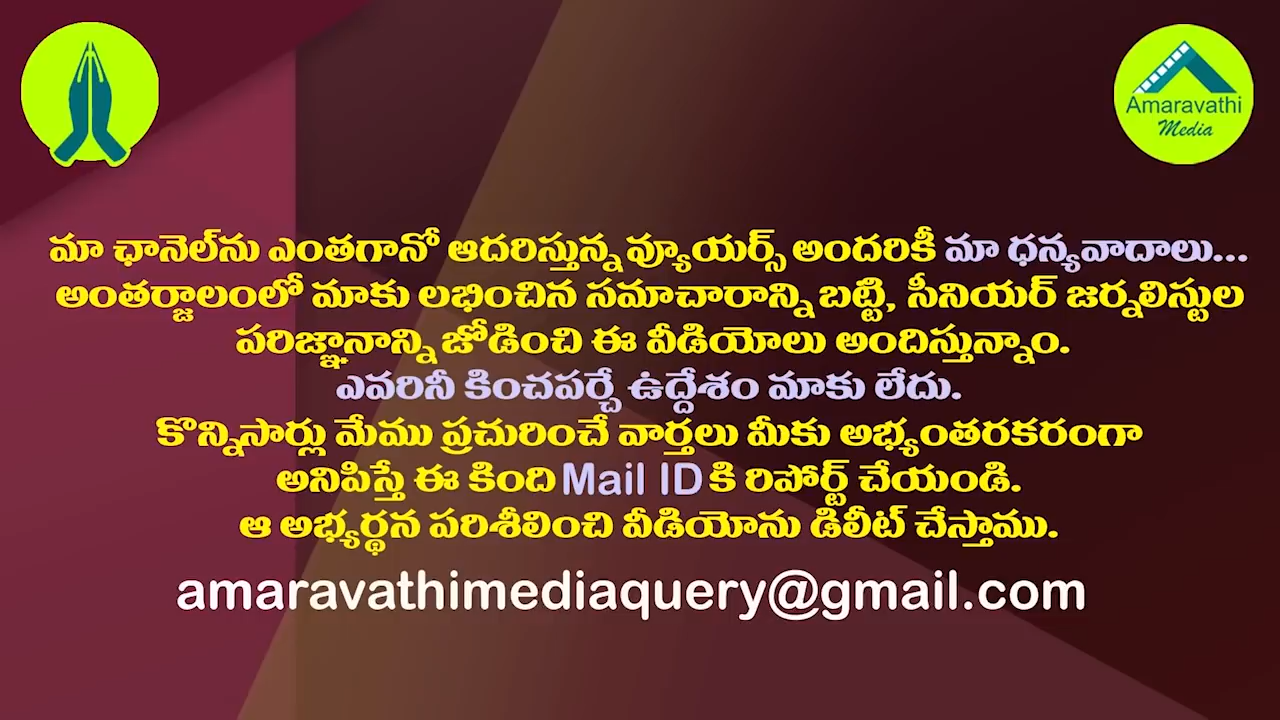 Amaravathi
Media
మా ఛానెల్‌ను ఎంతగానో ఆదరిస్తున్న వ్యూయర్స్ అందరికీ మా ధన్యవాదాలు...
అంతర్జాలంలో మాకు లభించిన సమాచారాన్ని బట్టి, సీనియర్ జర్నలిస్టుల
పరిజ్ఞానాన్ని జోడించి ఈ వీడియోలు అందిస్తున్నాం.
ఎవరినీ కించపర్చే ఉద్దేశం మాకు లేదు.
కొన్నిసార్లు మేము ప్రచురించే వార్తలు మీకు అభ్యంతరకరంగా
అనిపిస్తే ఈ కింది Mail ID కి రిపోర్ట్ చేయండి.
ఆ అభ్యర్థన పరిశీలించి వీడియోను డిలీట్ చేస్తాము.
amaravathimediaquery@gmail.com